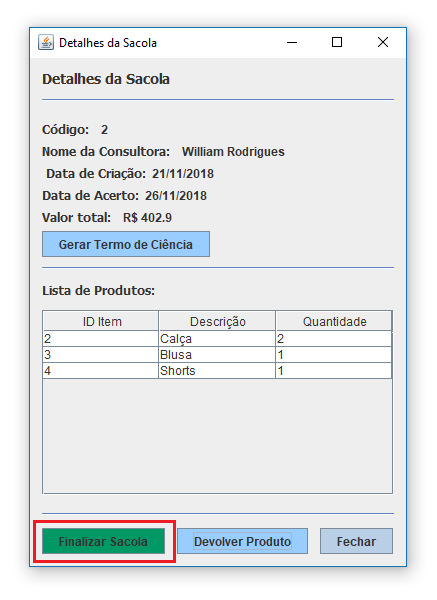 Detalhes da Sacola
Detalhes da Sacola
Código: 2
Nome da Consultora: William Rodrigues
Data de Criação: 21/11/2018
Data de Acerto: 26/11/2018
Valor total: R$ 402.9
Gerar Termo de Ciência
Lista de Produtos:
ID Item Descrição Quantidade
2 Calça 2
3 Blusa 1
4 Shorts 1
Finalizar Sacola Devolver Produto Fechar